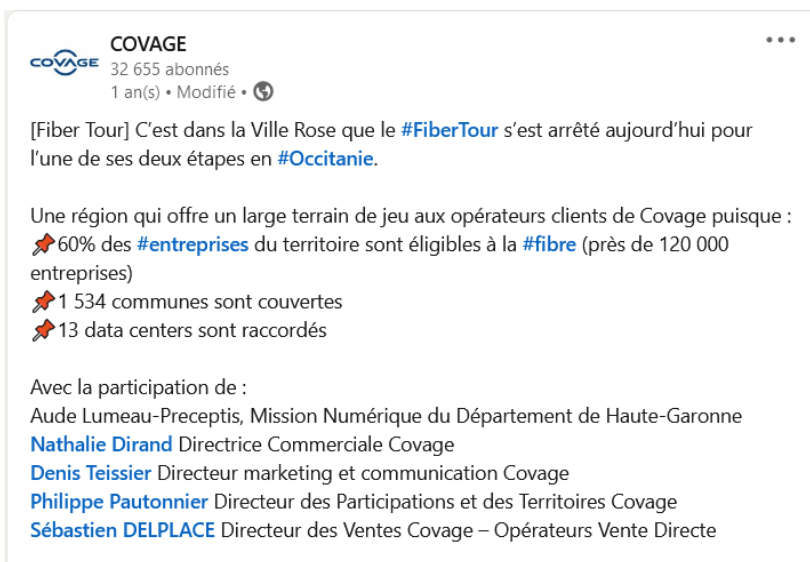 COVAGE
COVAGE
32 655 abonnés
1 an(s) • Modifié •
[Fiber Tour] C’est dans la Ville Rose que le #FiberTour s’est arrêté aujourd’hui pour
l’une de ses deux étapes en #Occitanie.
Une région qui offre un large terrain de jeu aux opérateurs clients de Covage puisque :
📌60% des #entreprises du territoire sont éligibles à la #fibre (près de 120 000
entreprises)
📌1 534 communes sont couvertes
📌13 data centers sont raccordés
Avec la participation de :
Aude Lumeau-Preceptis, Mission Numérique du Département de Haute-Garonne
Nathalie Dirand Directrice Commerciale Covage
Denis Teissier Directeur marketing et communication Covage
Philippe Pautonnier Directeur des Participations et des Territoires Covage
Sébastien DELPLACE Directeur des Ventes Covage – Opérateurs Vente Directe